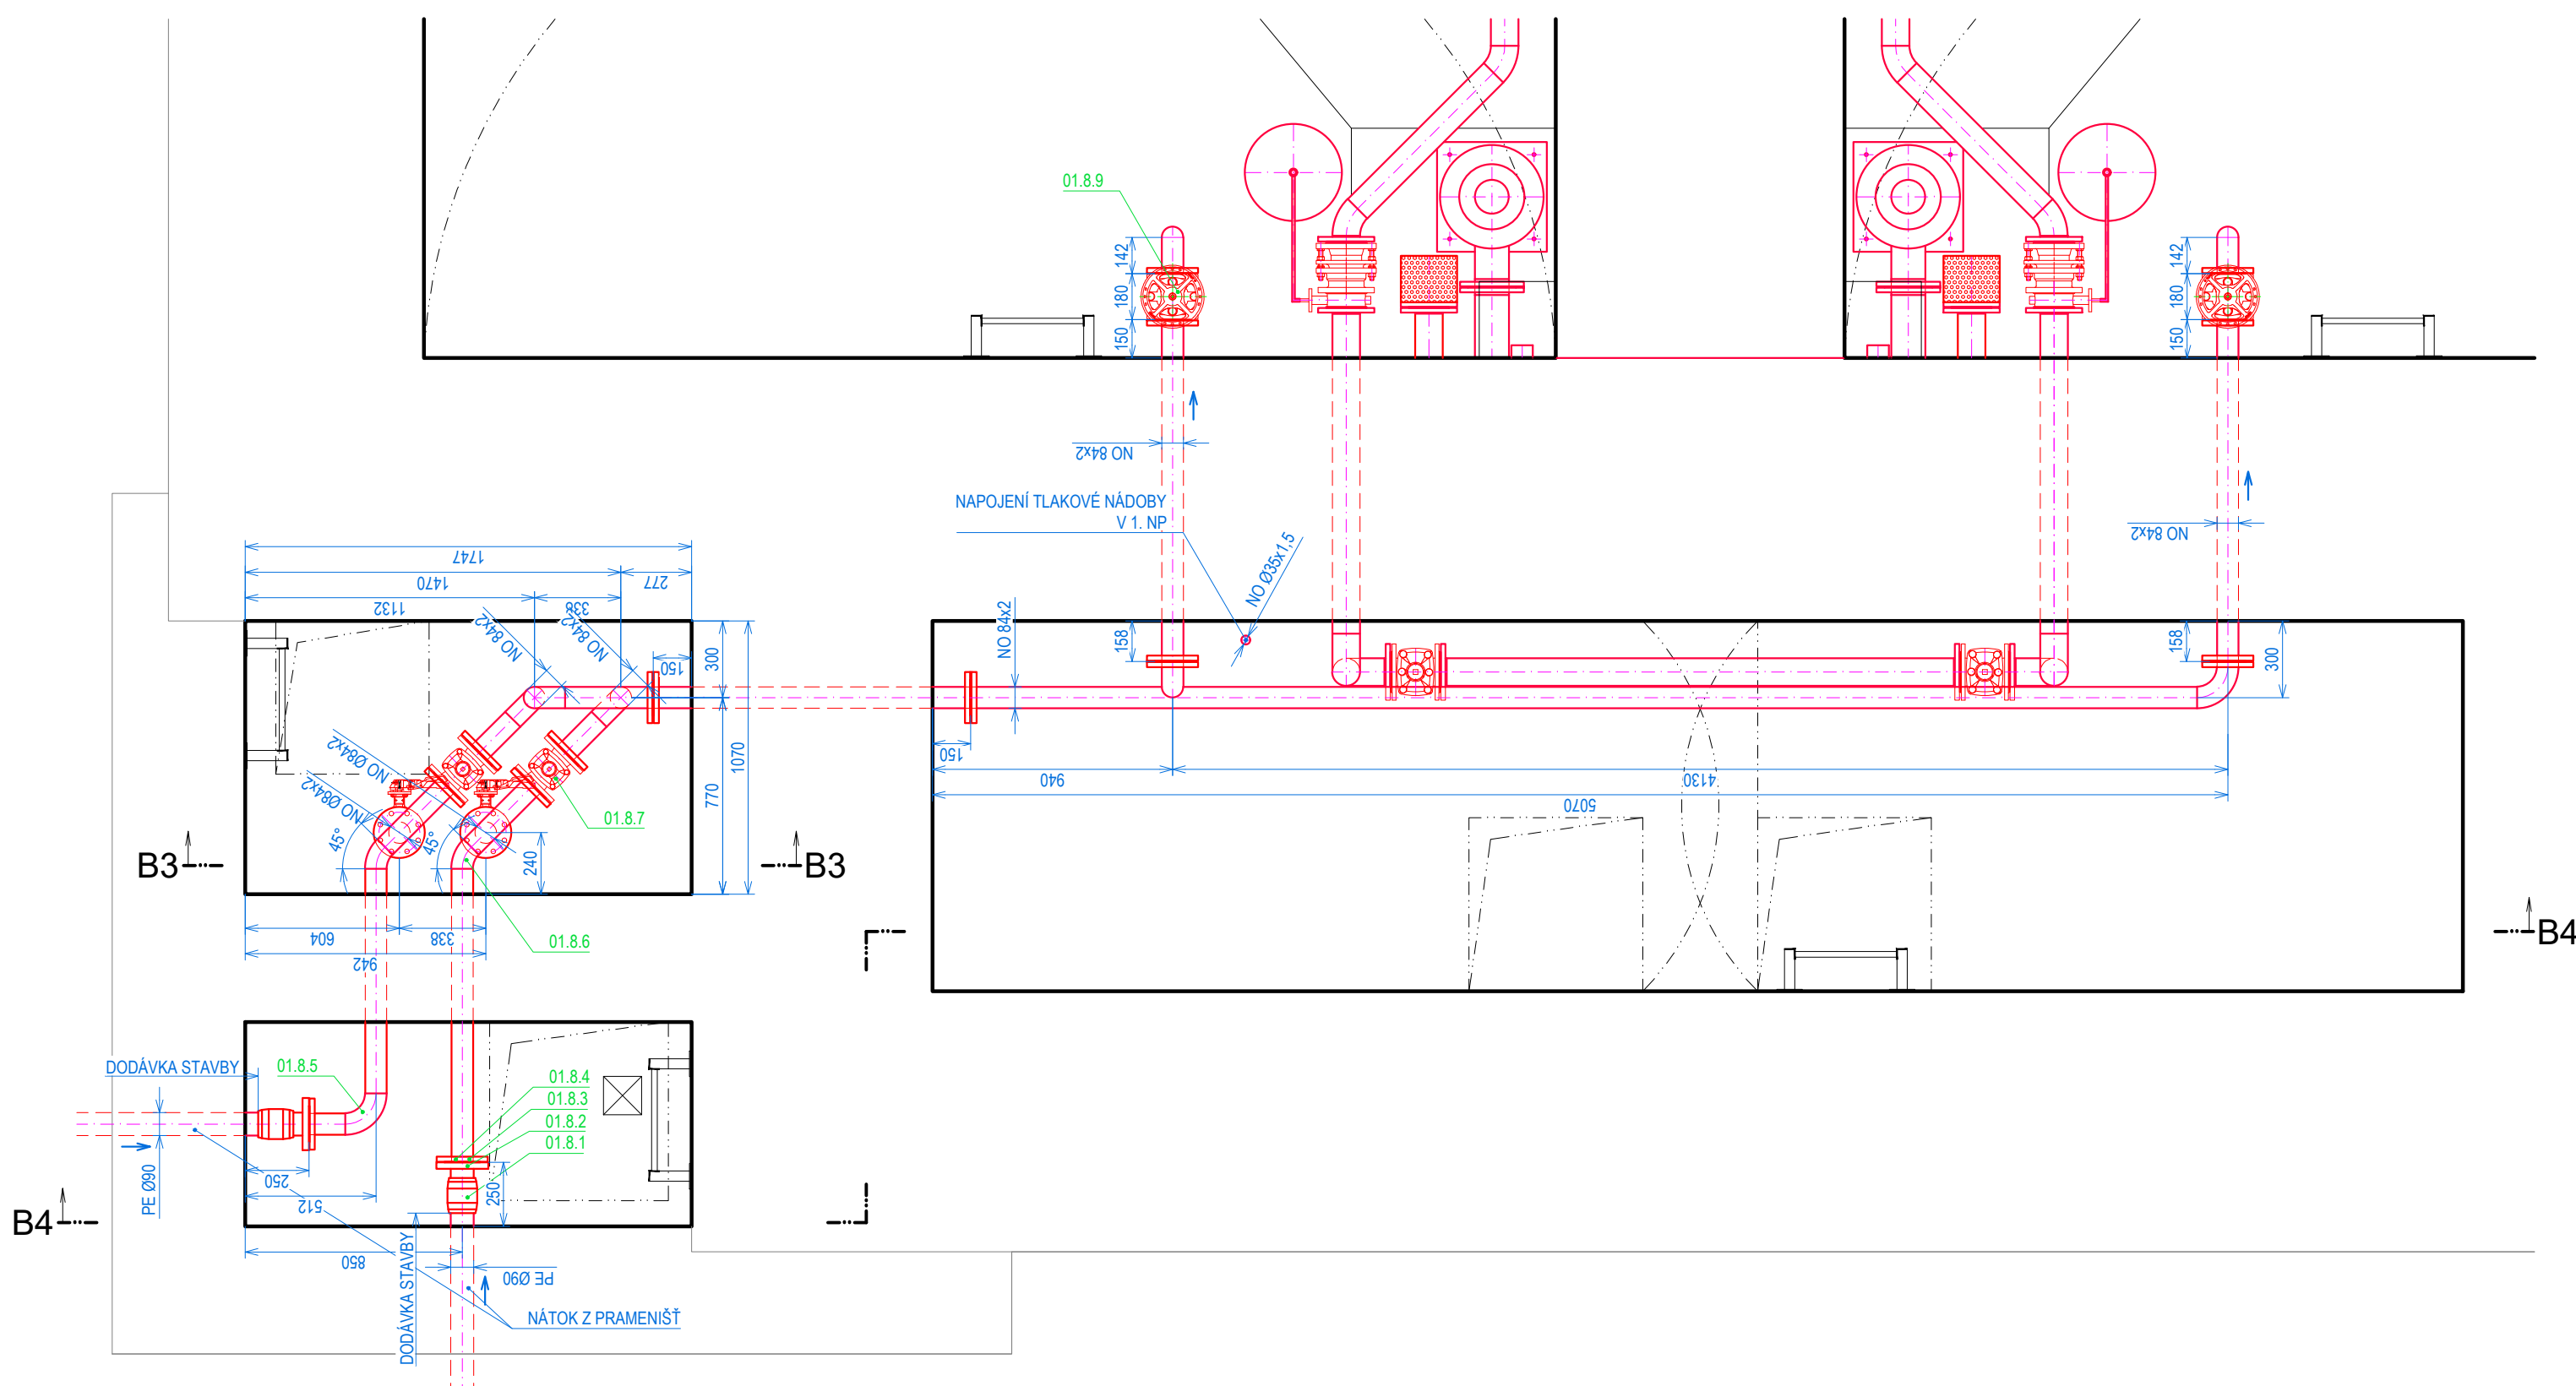 01.8.9
142
180
150
142
180
150
NO 84x2
NAPOJENÍ TLAKOVÉ NÁDOBY
V 1. NP
NO Ø35x1,5
NO 84x2
1747
1470
277
1132
338
NO 84x2
NO 84x2
150
300
1070
770
NO 84x2
158
158
300
150
940
4130
5070
NO Ø84x2
NO Ø84x2
45°
45°
01.8.7
240
B3
B3
604
338
942
01.8.6
B4
DODÁVKA STAVBY
01.8.5
01.8.4
01.8.3
01.8.2
01.8.1
PE Ø90
250
512
250
B4
850
DODÁVKA STAVBY
PE Ø90
NÁTOK Z PRAMENIŠŤ